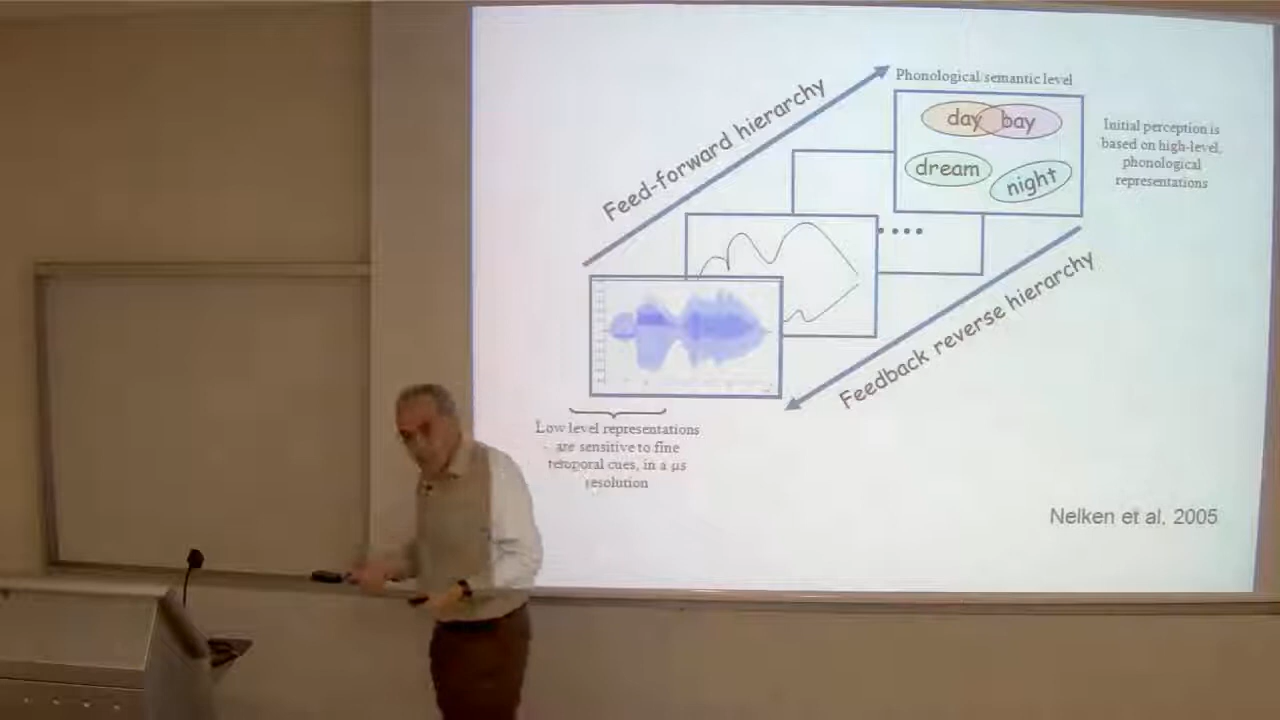 Phonological/semantic level
Feed-forward hierarchy
day bay
dream
night
Initial perception is
based on high-level,
phonological
representations
Feedback reverse hierarchy
Low level representations
are sensitive to fine
temporal cues, in a µs
resolution
Nelken et al, 2005